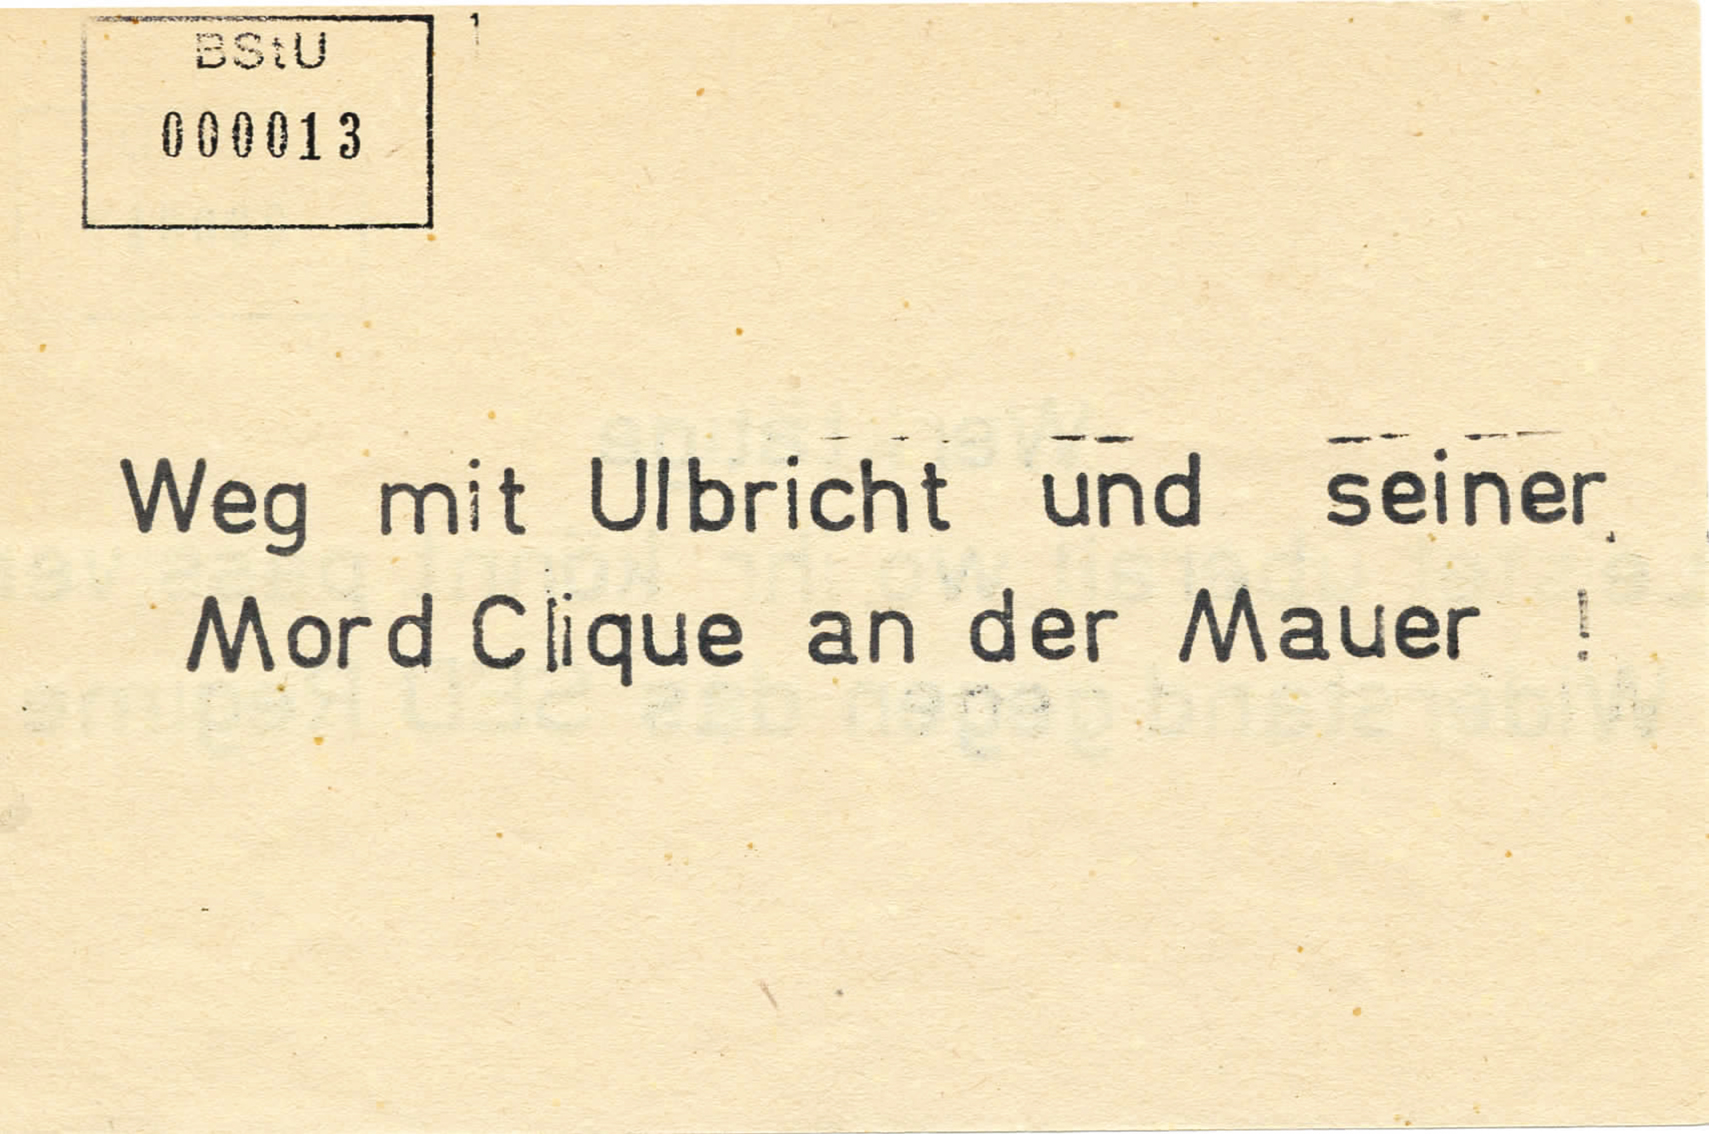 BStU
000013
Weg mit Ulbricht und seiner
Mord Clique an der Mauer !